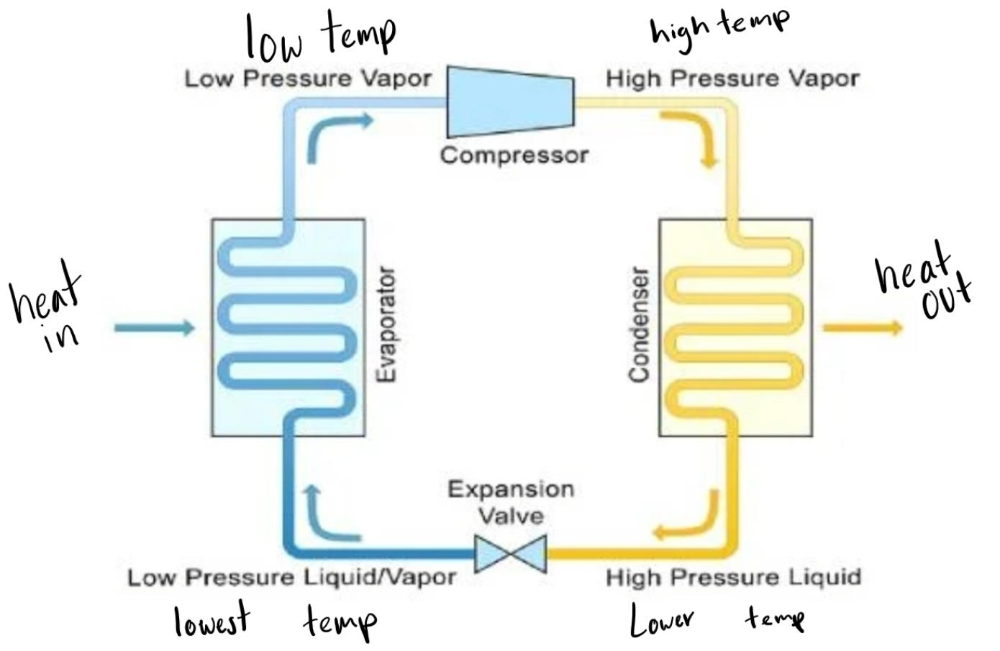 low temp
high temp
Low Pressure Vapor
High Pressure Vapor
Compressor
heat
in
Evaporator
Condenser
heat
out
Expansion
Valve
Low Pressure Liquid/Vapor
High Pressure Liquid
lowest temp
Lower temp